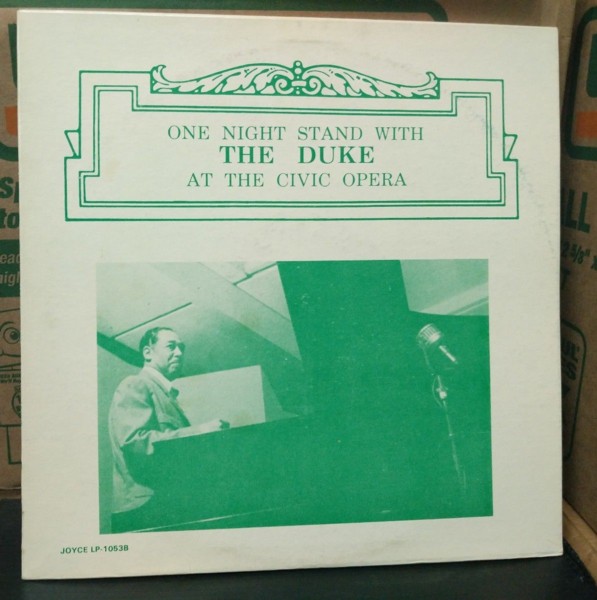 ONE NIGHT STAND WITH
THE DUKE
AT THE CIVIC OPERA
JOYCE LP-1053B